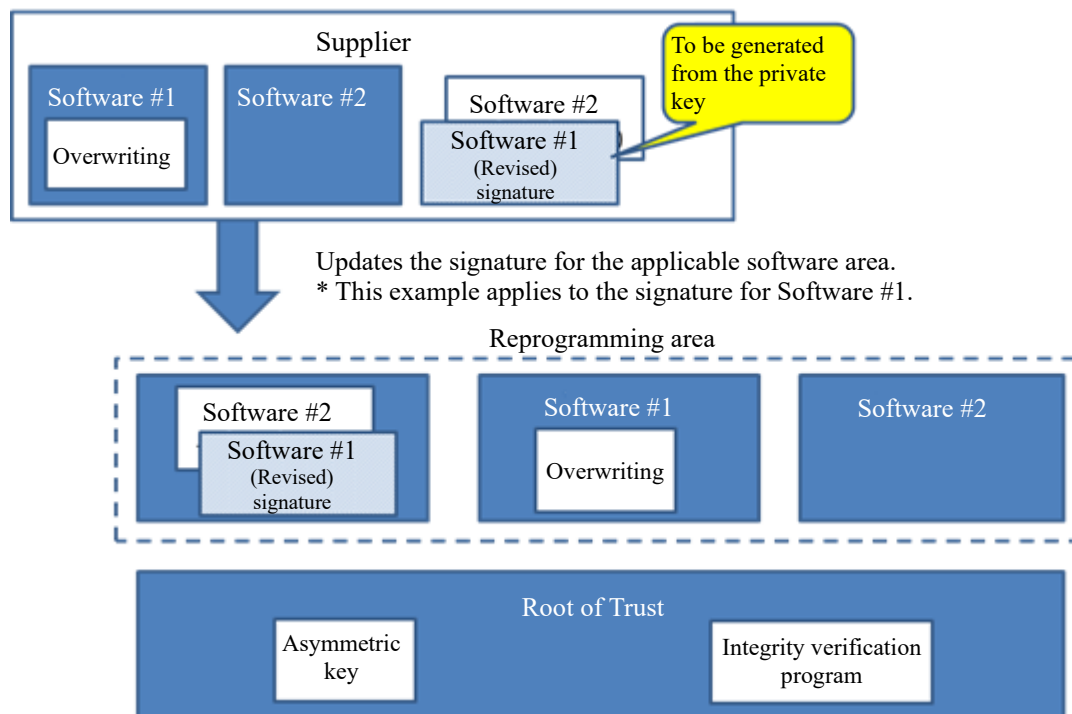 Supplier
To be generated
from the private
key
Software #1
Overwriting
Software #2
Software #2
Software #1
(Revised)
signature
Updates the signature for the applicable software area.
* This example applies to the signature for Software #1.
Reprogramming area
Software #2
Software #1
(Revised)
signature
Software #1
Overwriting
Software #2
Root of Trust
Asymmetric
key
Integrity verification
program